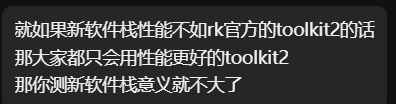 就如果新软件栈性能不如rk官方的toolkit2的话
那大家都只会用性能更好的toolkit2
那你测新软件栈意义就不大了